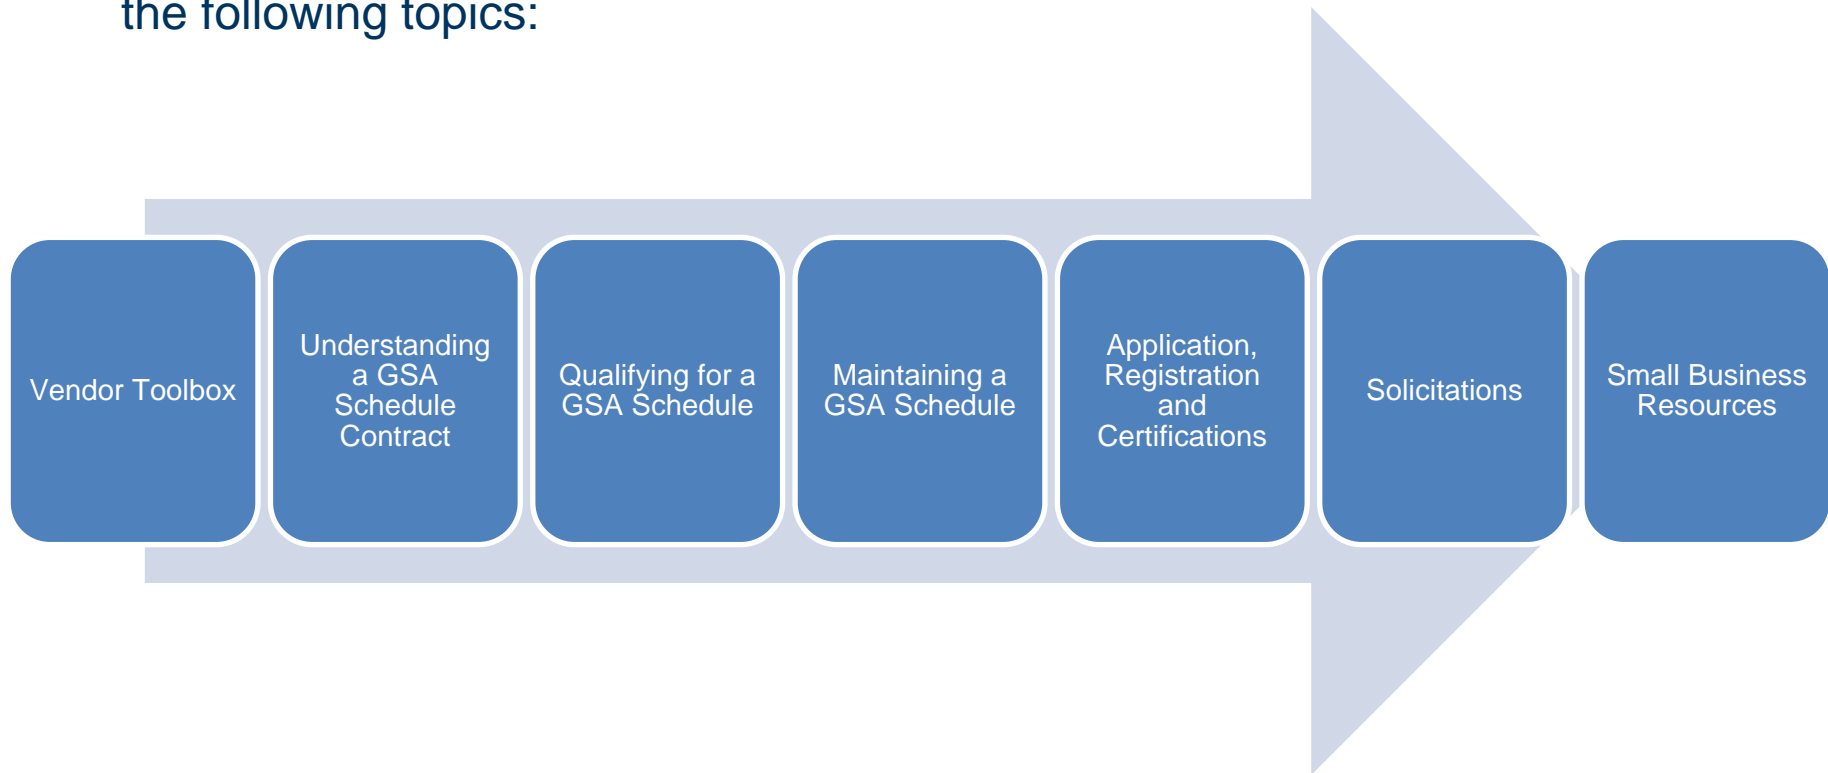 the following topics:
Vendor Toolbox
Understanding
a GSA
Schedule
Contract
Qualifying for a
GSA Schedule
Maintaining a
GSA Schedule
Application,
Registration
and
Certifications
Solicitations
Small Business
Resources